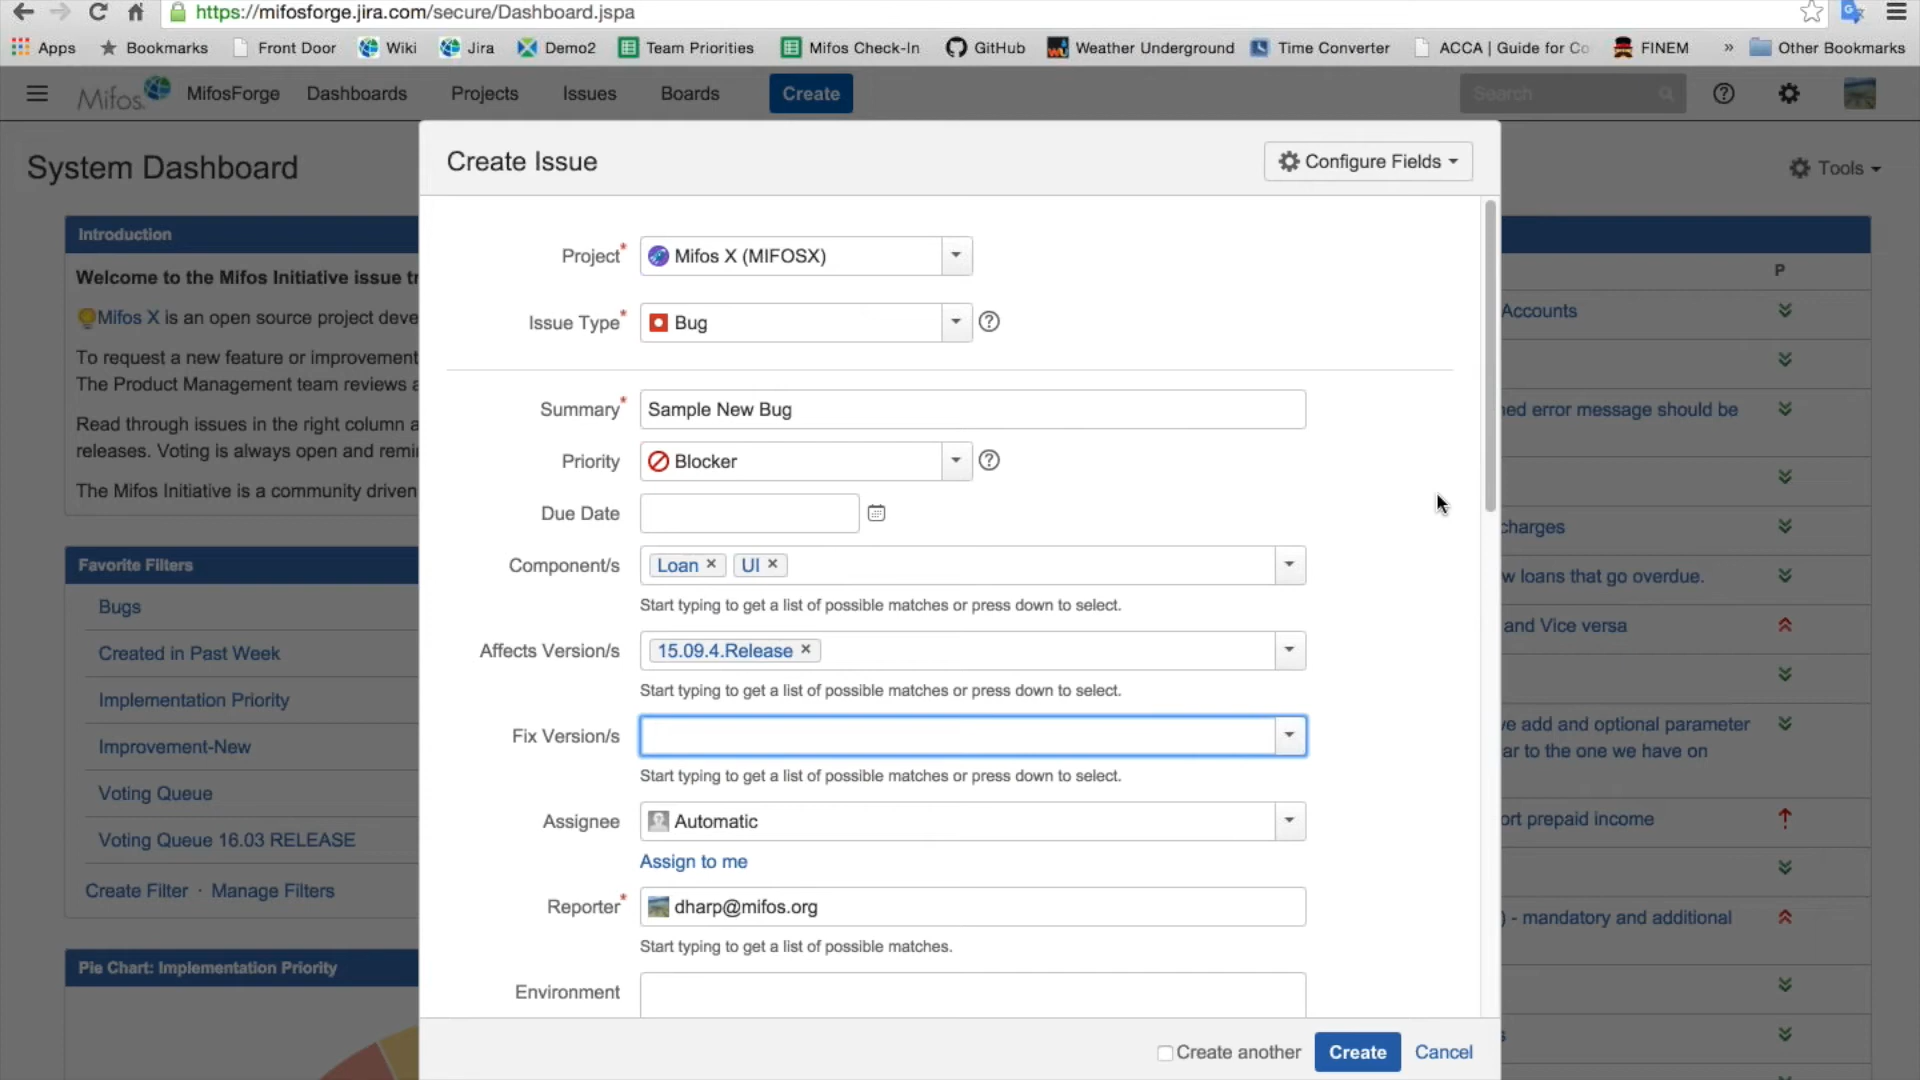 https://mifosforge.jira.com/secure/Dashboard.jspa
Apps Bookmarks Front Door Wiki Jira Demo2 Team Priorities Mifos Check-In GitHub Weather Underground Time Converter ACCA | Guide for Co FINEM » Other Bookmarks
Mifos MifosForge Dashboards Projects Issues Boards Create Search
System Dashboard
Tools
Create Issue
Configure Fields
Introduction
Welcome to the Mifos Initiative issue tr
Mifos X is an open source project deve
To request a new feature or improvement
The Product Management team reviews a
Read through issues in the right column a
releases. Voting is always open and remi
The Mifos Initiative is a community driven
Favorite Filters
Bugs
Created in Past Week
Implementation Priority
Improvement-New
Voting Queue
Voting Queue 16.03 RELEASE
Create Filter · Manage Filters
Pie Chart: Implementation Priority
Project* Mifos X (MIFOSX)
Issue Type* Bug
Summary* Sample New Bug
Priority Blocker
Due Date
Component/s Loan × UI ×
Start typing to get a list of possible matches or press down to select.
Affects Version/s 15.09.4.Release ×
Start typing to get a list of possible matches or press down to select.
Fix Version/s
Start typing to get a list of possible matches or press down to select.
Assignee Automatic
Assign to me
Reporter* dharp@mifos.org
Start typing to get a list of possible matches.
Environment
Create another Create Cancel
P
Accounts
ned error message should be
charges
w loans that go overdue.
and Vice versa
ve add and optional parameter
ar to the one we have on
ort prepaid income
) - mandatory and additional
s